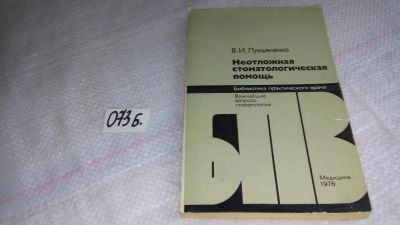 073 Б.
В.И. Лукьяненко
Неотложная
стоматологическая
помощь
Библиотека практического врача
Важнейшие
вопросы
стоматологии
БПВ
Медицина
1976